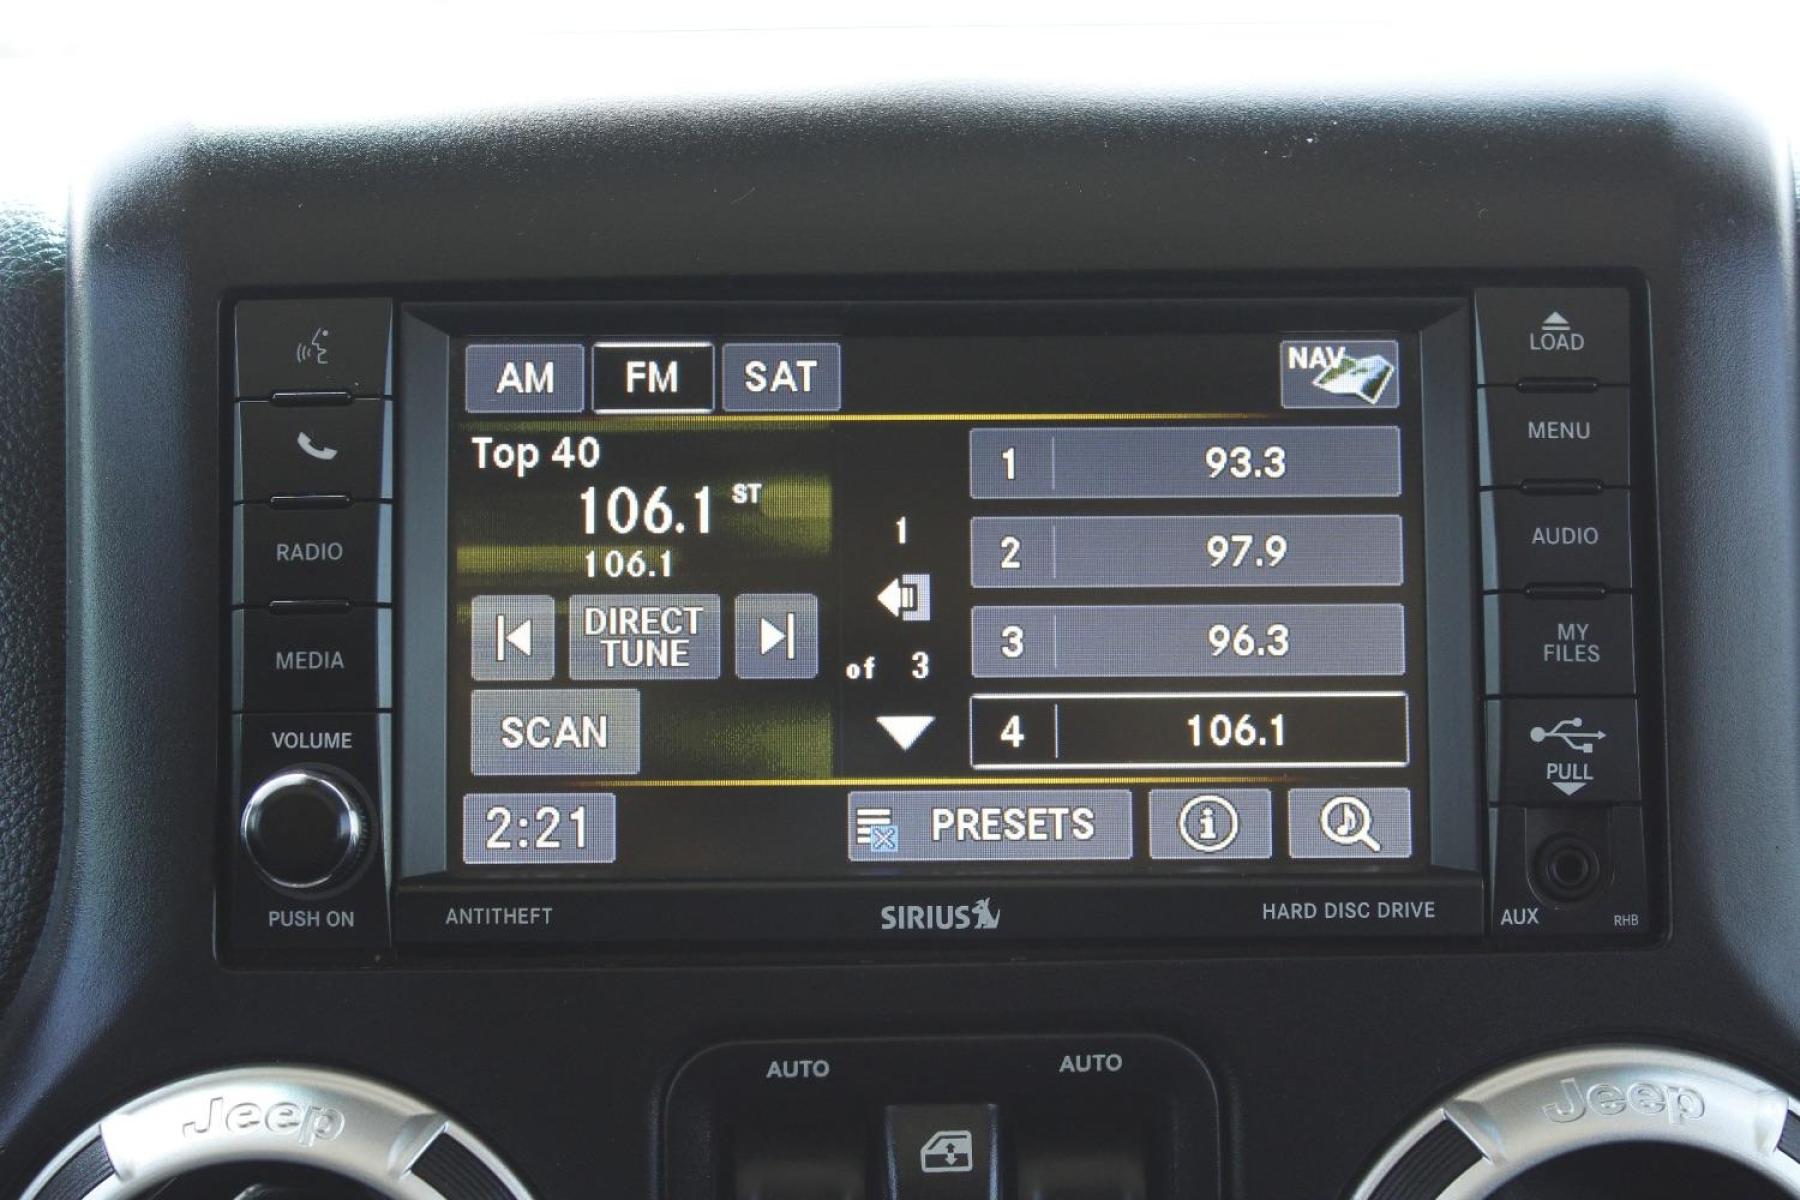 AM FM SAT NAV
Top 40
106.1 ST
106.1
DIRECT
TUNE
SCAN
2:21
1
of 3
1 93.3
2 97.9
3 96.3
4 106.1
PRESETS
RADIO
MEDIA
VOLUME
PUSH ON
LOAD
MENU
AUDIO
MY
FILES
PULL
AUX RHB
ANTITHEFT SIRIUS HARD DISC DRIVE
AUTO AUTO
Jeep Jeep